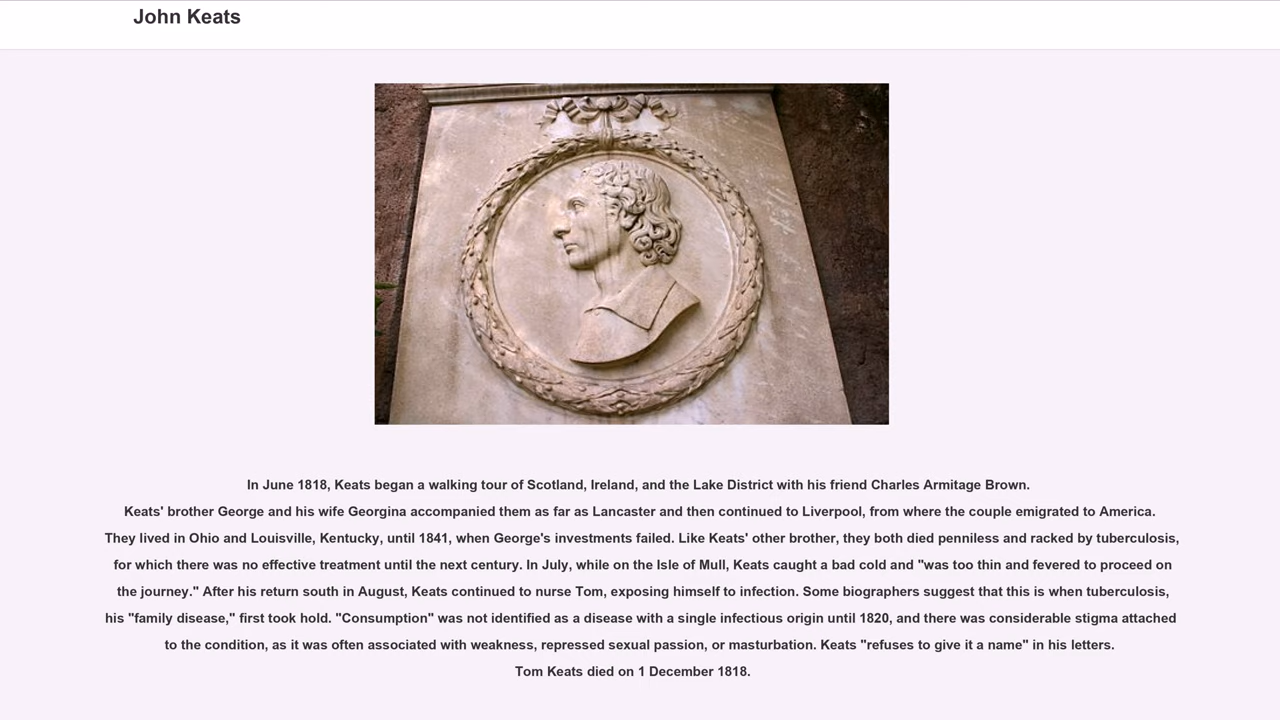 John Keats
In June 1818, Keats began a walking tour of Scotland, Ireland, and the Lake District with his friend Charles Armitage Brown.
Keats' brother George and his wife Georgina accompanied them as far as Lancaster and then continued to Liverpool, from where the couple emigrated to America.
They lived in Ohio and Louisville, Kentucky, until 1841, when George's investments failed. Like Keats' other brother, they both died penniless and racked by tuberculosis,
for which there was no effective treatment until the next century. In July, while on the Isle of Mull, Keats caught a bad cold and "was too thin and fevered to proceed on
the journey." After his return south in August, Keats continued to nurse Tom, exposing himself to infection. Some biographers suggest that this is when tuberculosis,
his "family disease," first took hold. "Consumption" was not identified as a disease with a single infectious origin until 1820, and there was considerable stigma attached
to the condition, as it was often associated with weakness, repressed sexual passion, or masturbation. Keats "refuses to give it a name" in his letters.
Tom Keats died on 1 December 1818.